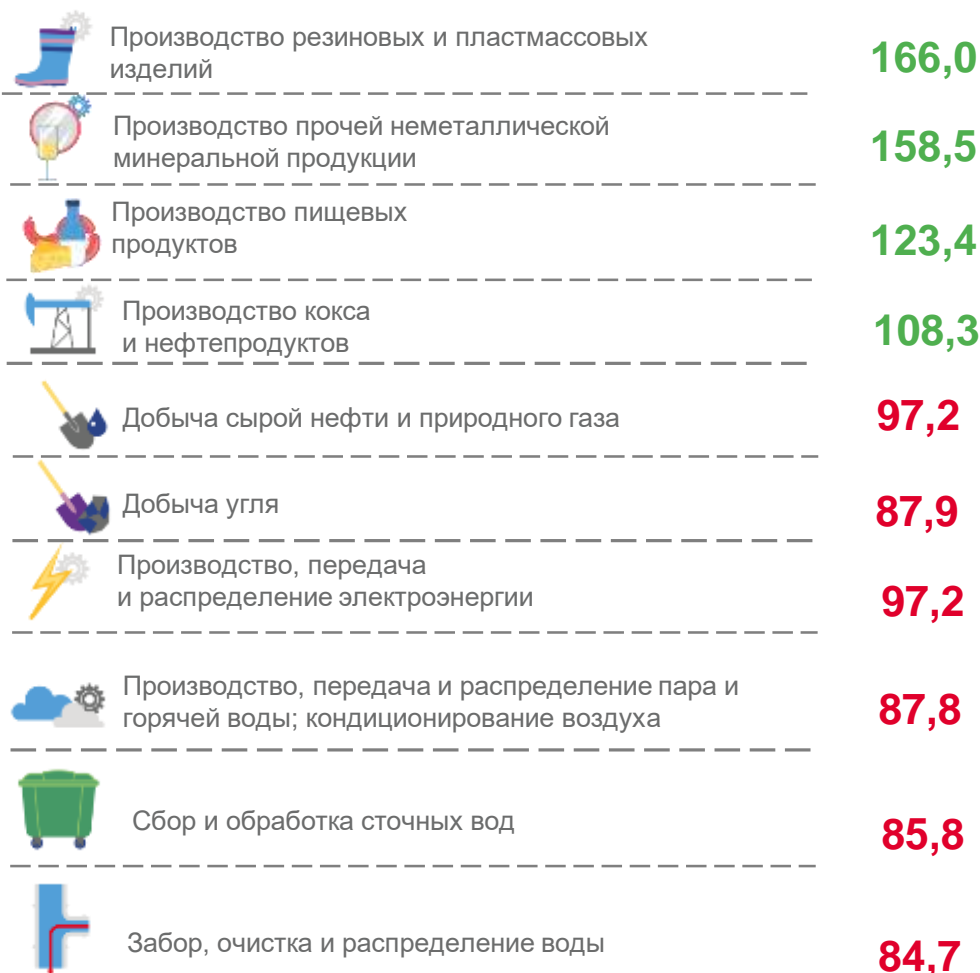 Производство резиновых и пластмассовых
изделий
166,0
Производство прочей неметаллической
минеральной продукции
158,5
Производство пищевых
продуктов
123,4
Производство кокса
и нефтепродуктов
108,3
Добыча сырой нефти и природного газа
97,2
Добыча угля
87,9
Производство, передача
и распределение электроэнергии
97,2
Производство, передача и распределение пара и
горячей воды; кондиционирование воздуха
87,8
Сбор и обработка сточных вод
85,8
Забор, очистка и распределение воды
84,7